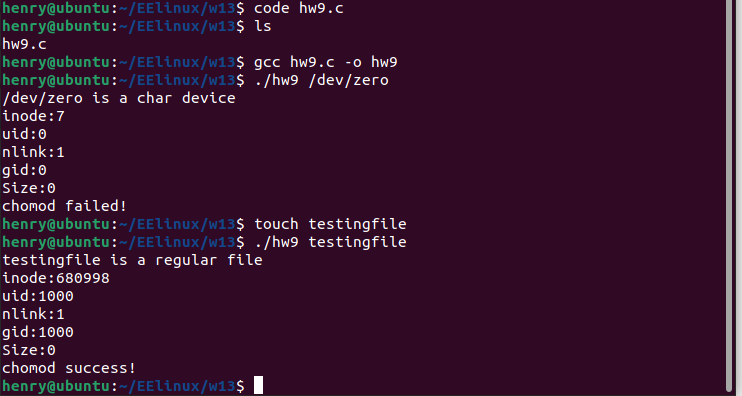 henry@ubuntu:~/EElinux/w13$ code hw9.c
henry@ubuntu:~/EElinux/w13$ ls
hw9.c
henry@ubuntu:~/EElinux/w13$ gcc hw9.c -o hw9
henry@ubuntu:~/EElinux/w13$ ./hw9 /dev/zero
/dev/zero is a char device
inode:7
uid:0
nlink:1
gid:0
Size:0
chomod failed!
henry@ubuntu:~/EElinux/w13$ touch testingfile
henry@ubuntu:~/EElinux/w13$ ./hw9 testingfile
testingfile is a regular file
inode:680998
uid:1000
nlink:1
gid:1000
Size:0
chomod success!
henry@ubuntu:~/EElinux/w13$